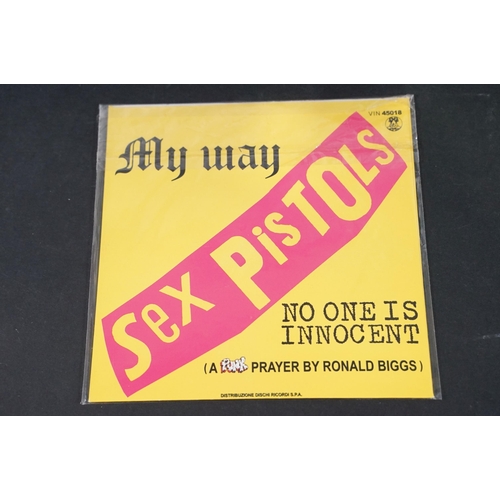 VIN 45018
My way
Sex PiSTOLS
NO ONE IS
INNOCENT
(A PUNK PRAYER BY RONALD BIGGS)
DISTRIBUZIONE DISCHI RICORDI S.P.A.